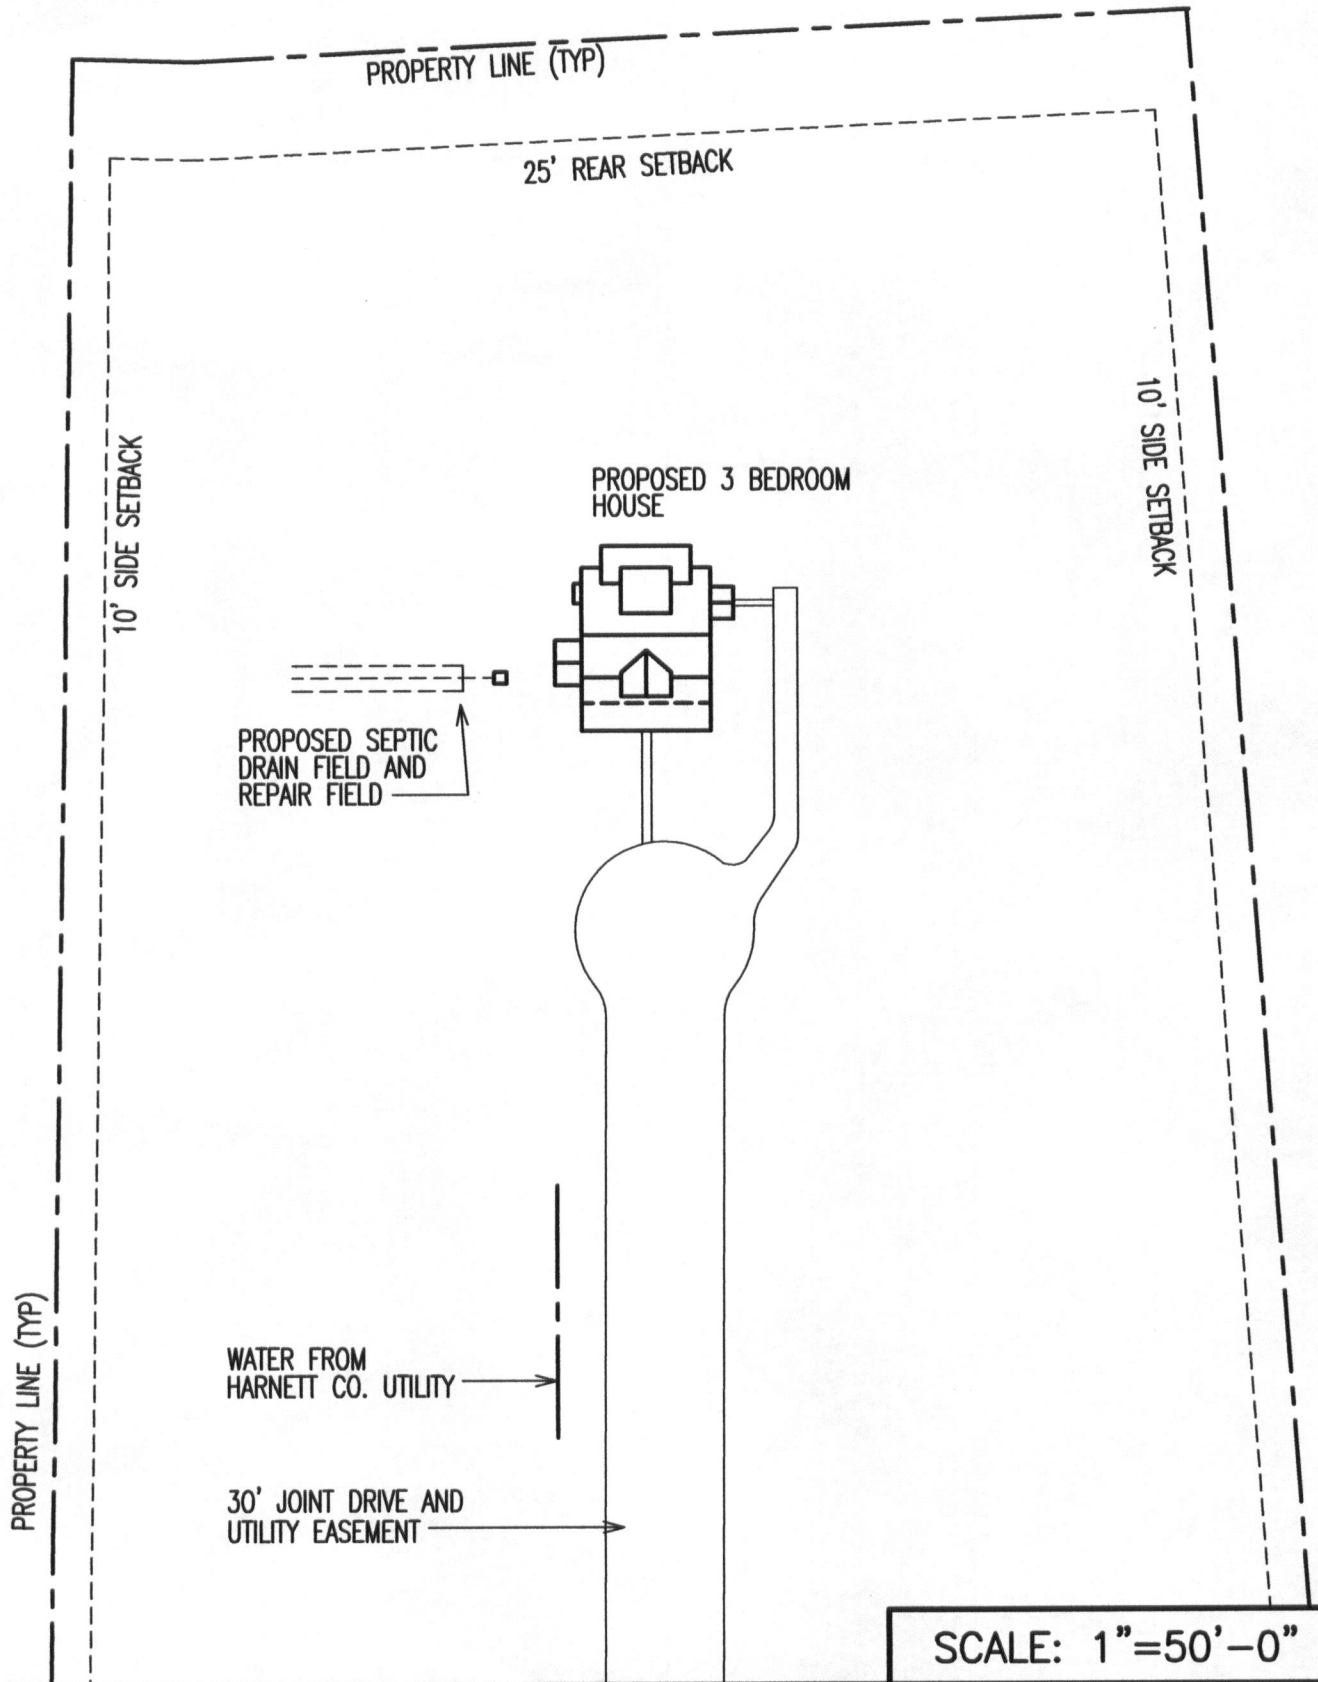 PROPERTY LINE (TYP)
25' REAR SETBACK
10' SIDE SETBACK
10' SIDE SETBACK
PROPOSED 3 BEDROOM
HOUSE
PROPOSED SEPTIC
DRAIN FIELD AND
REPAIR FIELD
WATER FROM
HARNETT CO. UTILITY
PROPERTY LINE (TYP)
30' JOINT DRIVE AND
UTILITY EASEMENT
SCALE: 1"=50'-0"